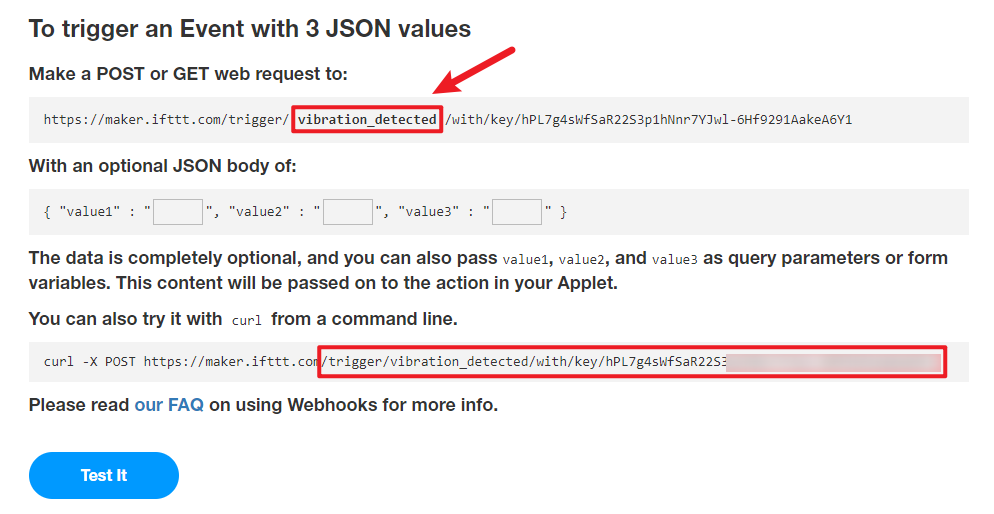 To trigger an Event with 3 JSON values
Make a POST or GET web request to:
https://maker.ifttt.com/trigger/ vibration_detected /with/key/hPL7g4sWfSaR22S3p1hNnr7YJwl-6Hf9291AakeA6Y1
With an optional JSON body of:
{ "value1" : " ", "value2" : " ", "value3" : " " }
The data is completely optional, and you can also pass value1, value2, and value3 as query parameters or form
variables. This content will be passed on to the action in your Applet.
You can also try it with curl from a command line.
curl -X POST https://maker.ifttt.com/trigger/vibration_detected/with/key/hPL7g4sWfSaR22S3
Please read our FAQ on using Webhooks for more info.
Test It